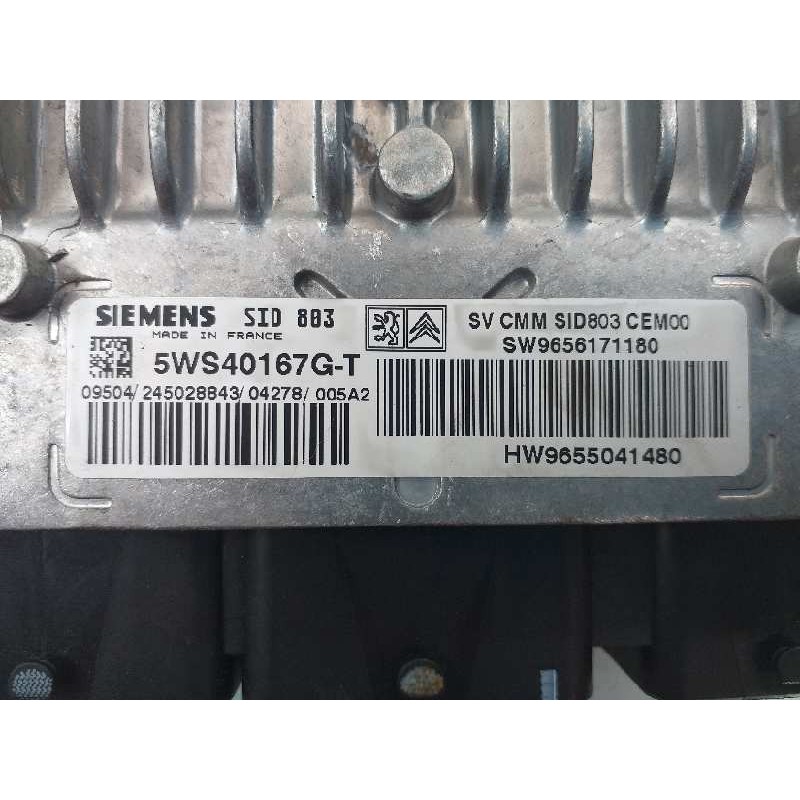 SIEMENS SID 803
MADE IN FRANCE
5WS40167G-T
09504/245028843/04278/005A2
SV CMM SID803 CEM00
SW9656171180
HW9655041480